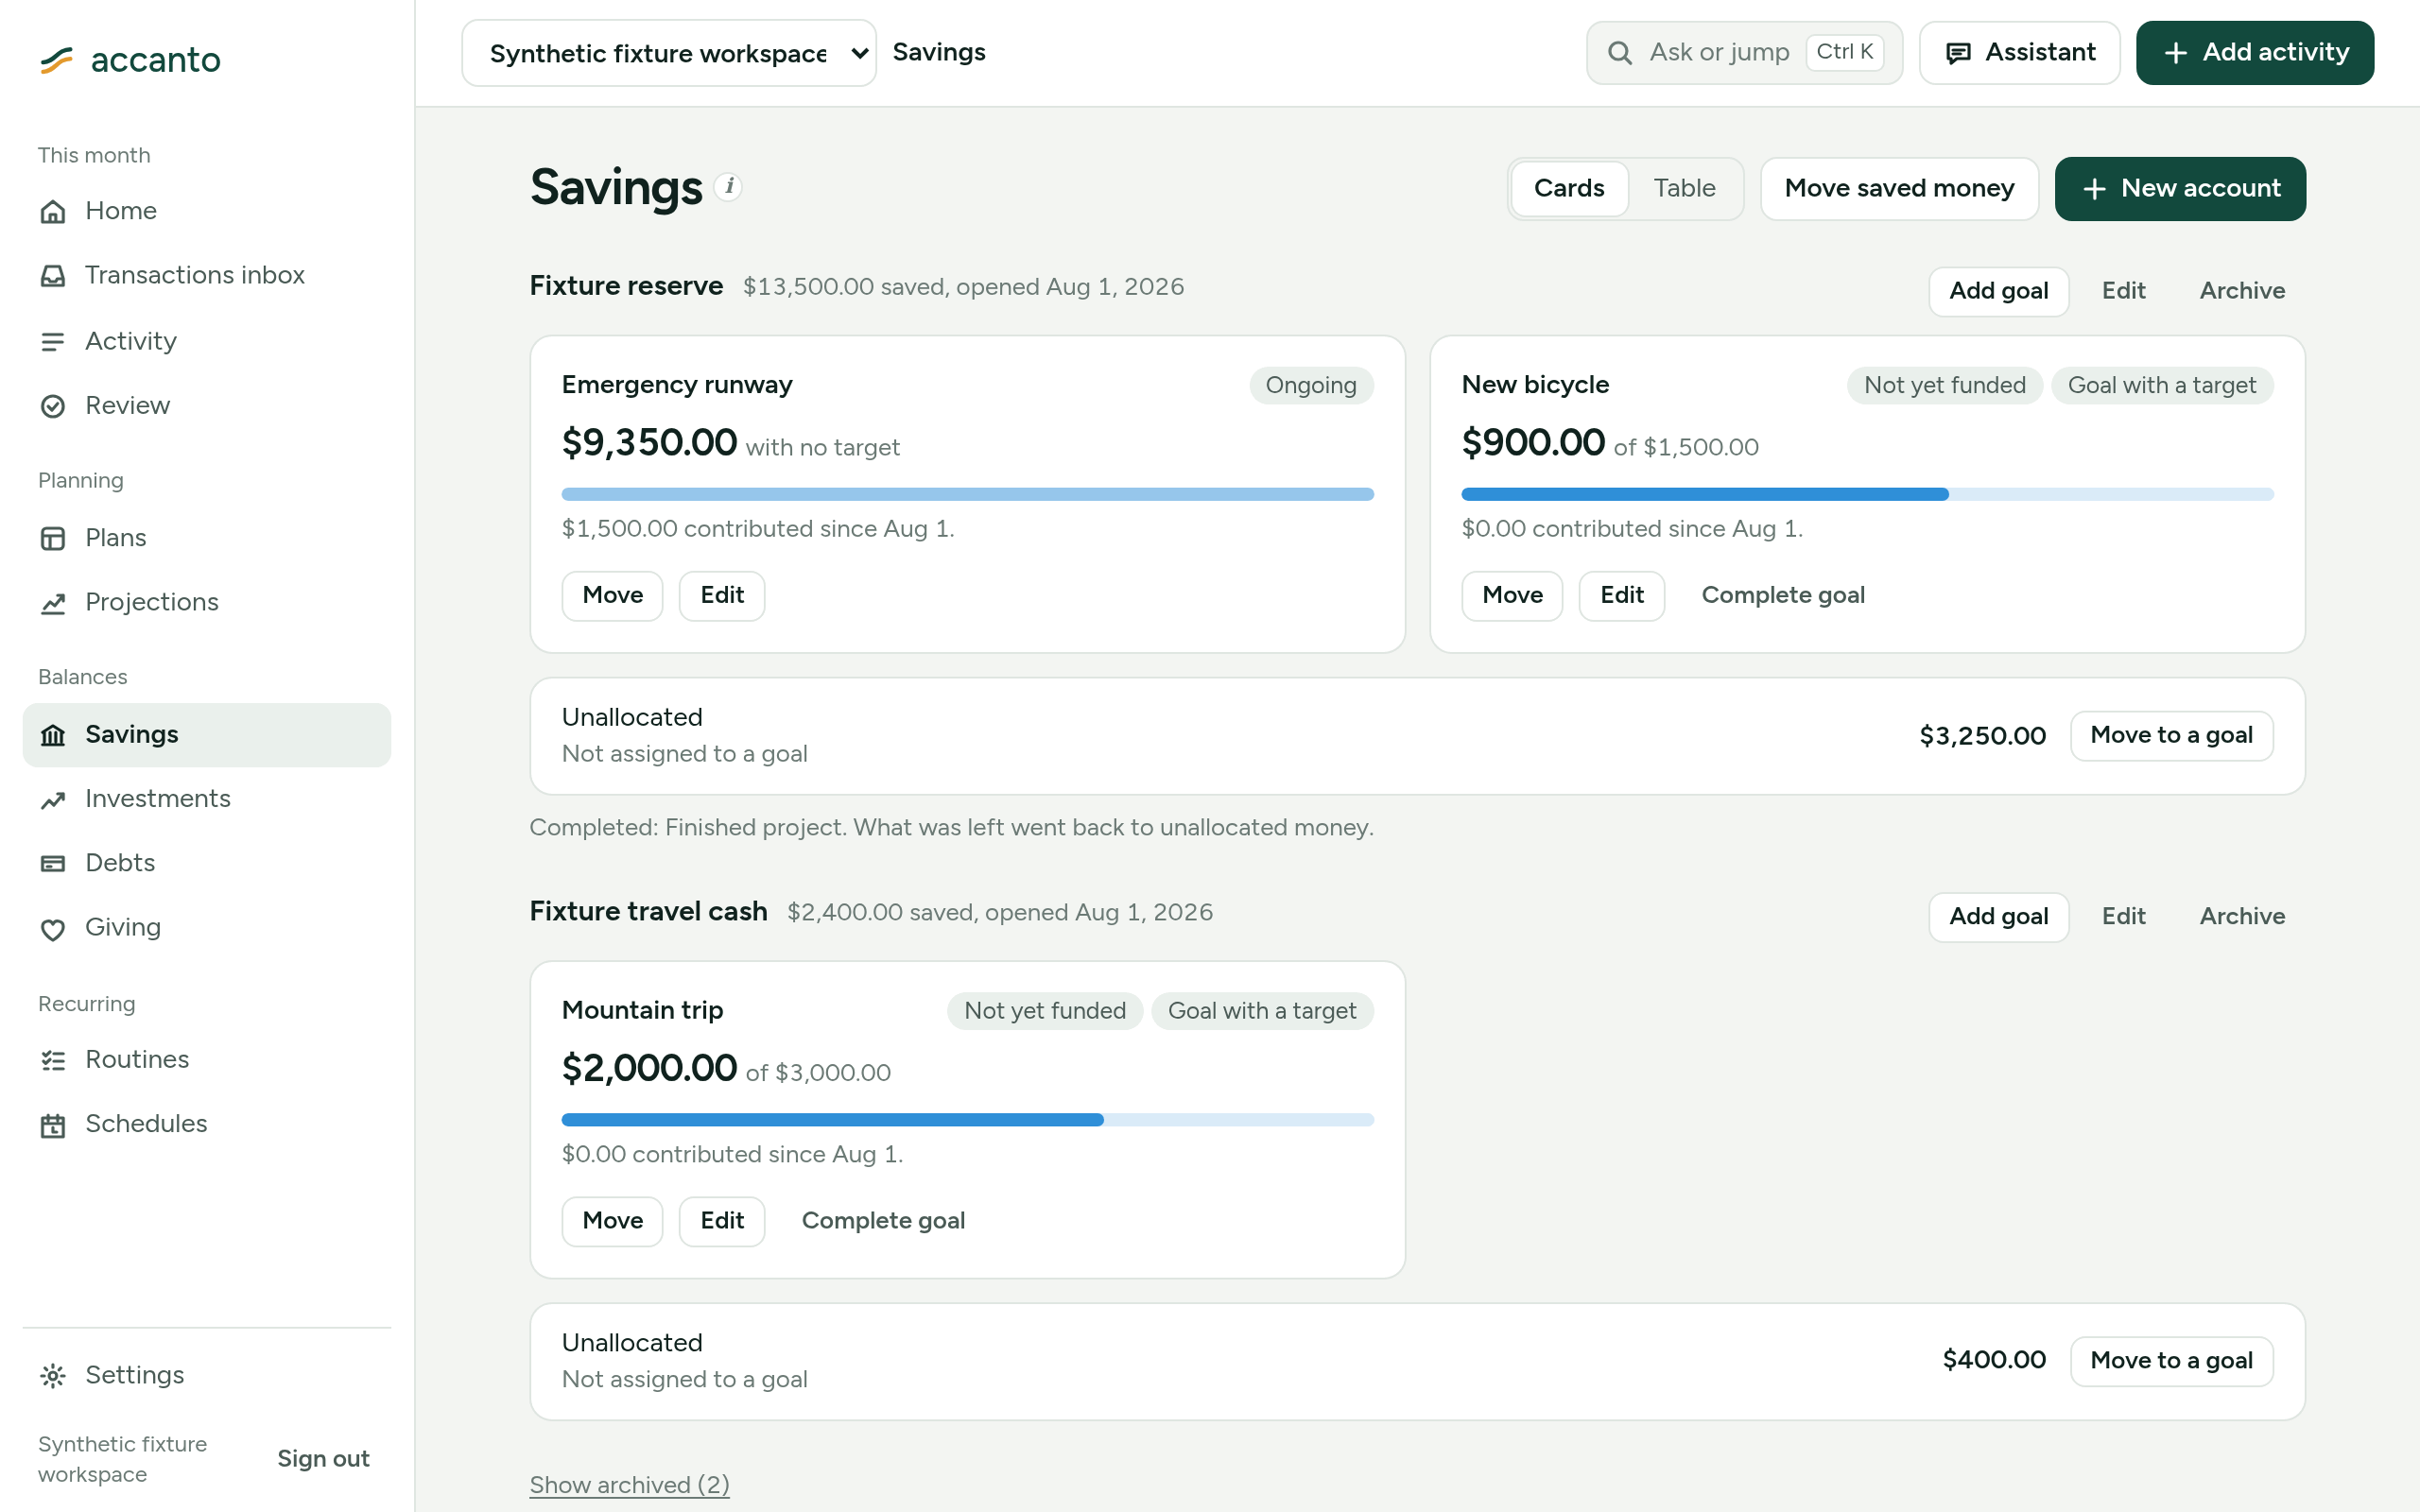 accanto
This month
Home
Transactions inbox
Activity
Review
Planning
Plans
Projections
Balances
Savings
Investments
Debts
Giving
Recurring
Routines
Schedules
Settings
Synthetic fixture
workspace
Sign out
Synthetic fixture workspace
Savings
Ask or jump
Ctrl K
Assistant
Add activity
Savings
i
Cards
Table
Move saved money
New account
Fixture reserve $13,500.00 saved, opened Aug 1, 2026
Add goal
Edit
Archive
Emergency runway
Ongoing
$9,350.00 with no target
$1,500.00 contributed since Aug 1.
Move
Edit
New bicycle
Not yet funded
Goal with a target
$900.00 of $1,500.00
$0.00 contributed since Aug 1.
Move
Edit
Complete goal
Unallocated
Not assigned to a goal
$3,250.00
Move to a goal
Completed: Finished project. What was left went back to unallocated money.
Fixture travel cash $2,400.00 saved, opened Aug 1, 2026
Add goal
Edit
Archive
Mountain trip
Not yet funded
Goal with a target
$2,000.00 of $3,000.00
$0.00 contributed since Aug 1.
Move
Edit
Complete goal
Unallocated
Not assigned to a goal
$400.00
Move to a goal
Show archived (2)